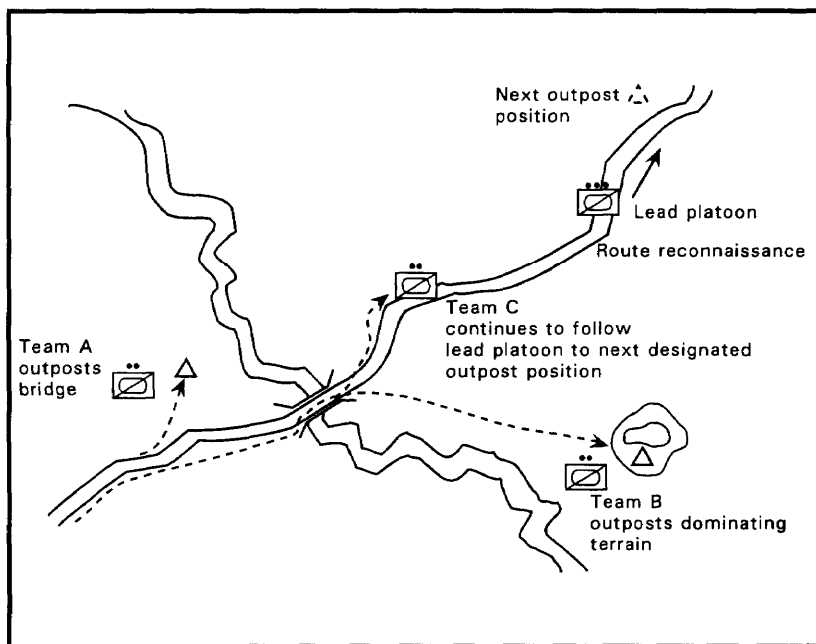 Next outpost
position
Lead platoon
Route reconnaissance
Team C
continues to follow
lead platoon to next designated
outpost position
Team A
outposts
bridge
Team B
outposts dominating
terrain